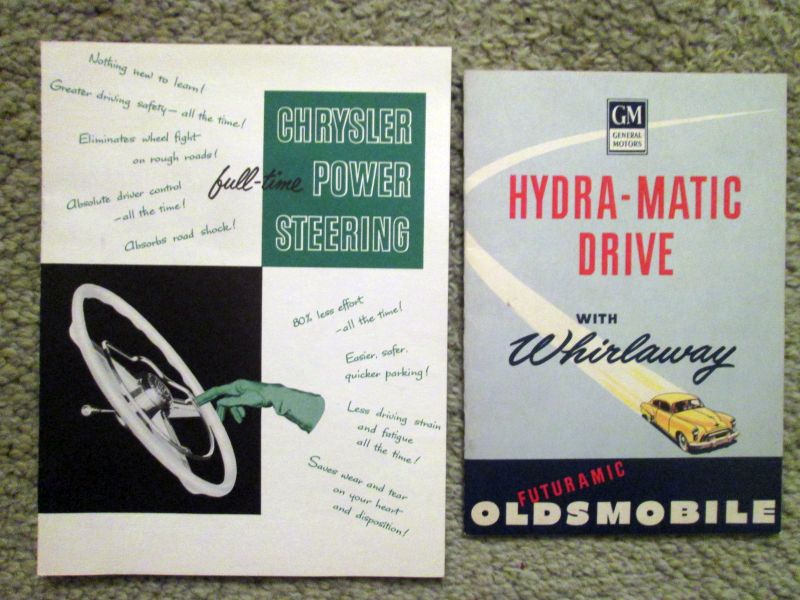 Nothing new to learn!
Greater driving safety — all the time!
Eliminates wheel fight
on rough roads!
Absolute driver control
— all the time!
Absorbs road shock!
CHRYSLER
full-time POWER
STEERING
80% less effort
— all the time!
Easier, safer,
quicker parking!
Less driving strain
and fatigue
all the time!
Saves wear and tear
on your heart
and disposition!
GM
GENERAL
MOTORS
HYDRA-MATIC
DRIVE
WITH
Whirlaway
FUTURAMIC
OLDSMOBILE